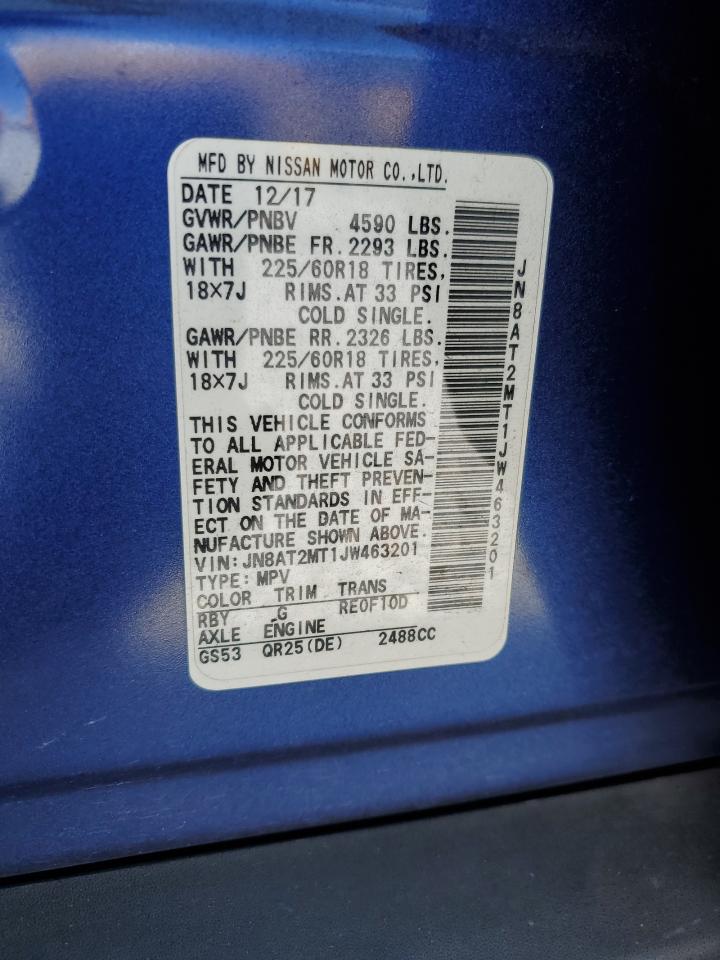 MFD BY NISSAN MOTOR CO.,LTD.
DATE 12/17
GVWR/PNBV 4590 LBS.
GAWR/PNBE FR. 2293 LBS.
WITH 225/60R18 TIRES,
18×7J RIMS.AT 33 PSI
COLD SINGLE.
GAWR/PNBE RR. 2326 LBS.
WITH 225/60R18 TIRES,
18×7J RIMS.AT 33 PSI
COLD SINGLE.
THIS VEHICLE CONFORMS
TO ALL APPLICABLE FED-
ERAL MOTOR VEHICLE SA-
FETY AND THEFT PREVEN-
TION STANDARDS IN EFF-
ECT ON THE DATE OF MA-
NUFACTURE SHOWN ABOVE.
VIN:JN8AT2MT1JW463201
TYPE:MPV
COLOR TRIM TRANS
RBY -G RE0F10D
AXLE ENGINE
GS53 QR25(DE) 2488CC
JN8AT2MT1JW463201